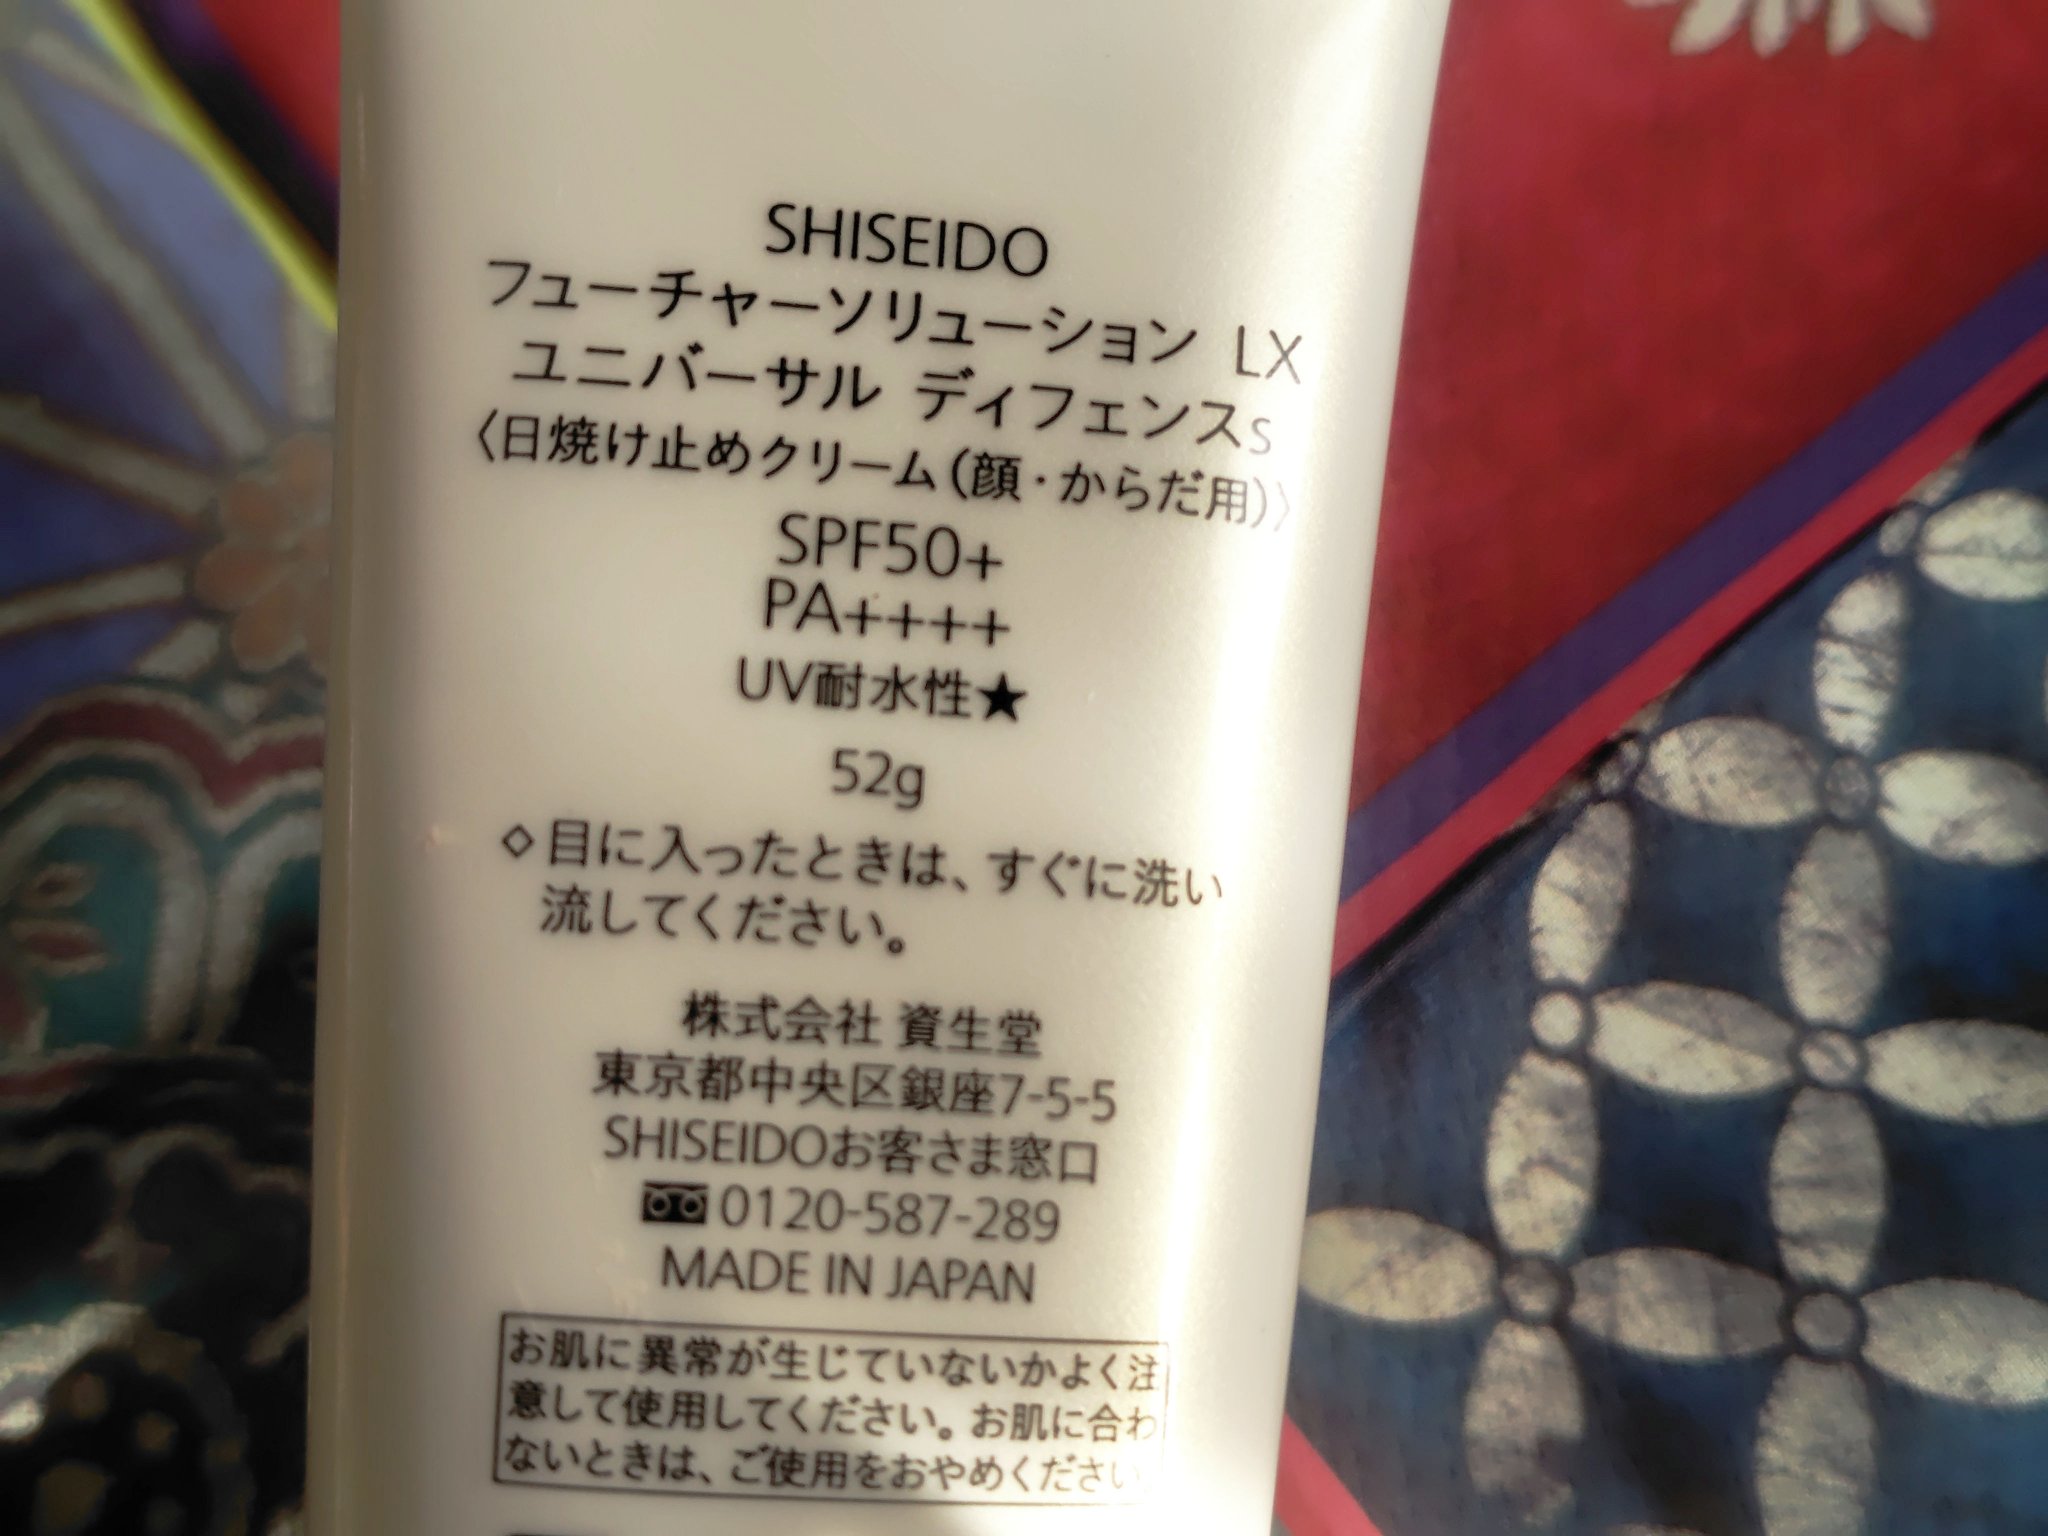 SHISEIDO
フューチャーソリューション LX
ユニバーサル ディフェンスs
〈日焼け止めクリーム(顔・からだ用)〉
SPF50+
PA++++
UV耐水性★
52g
◇目に入ったときは、すぐに洗い
流してください。
株式会社 資生堂
東京都中央区銀座7-5-5
SHISEIDOお客さま窓口
0120-587-289
MADE IN JAPAN
お肌に異常が生じていないかよく注
意して使用してください。お肌に合わ
ないときは、ご使用をおやめください